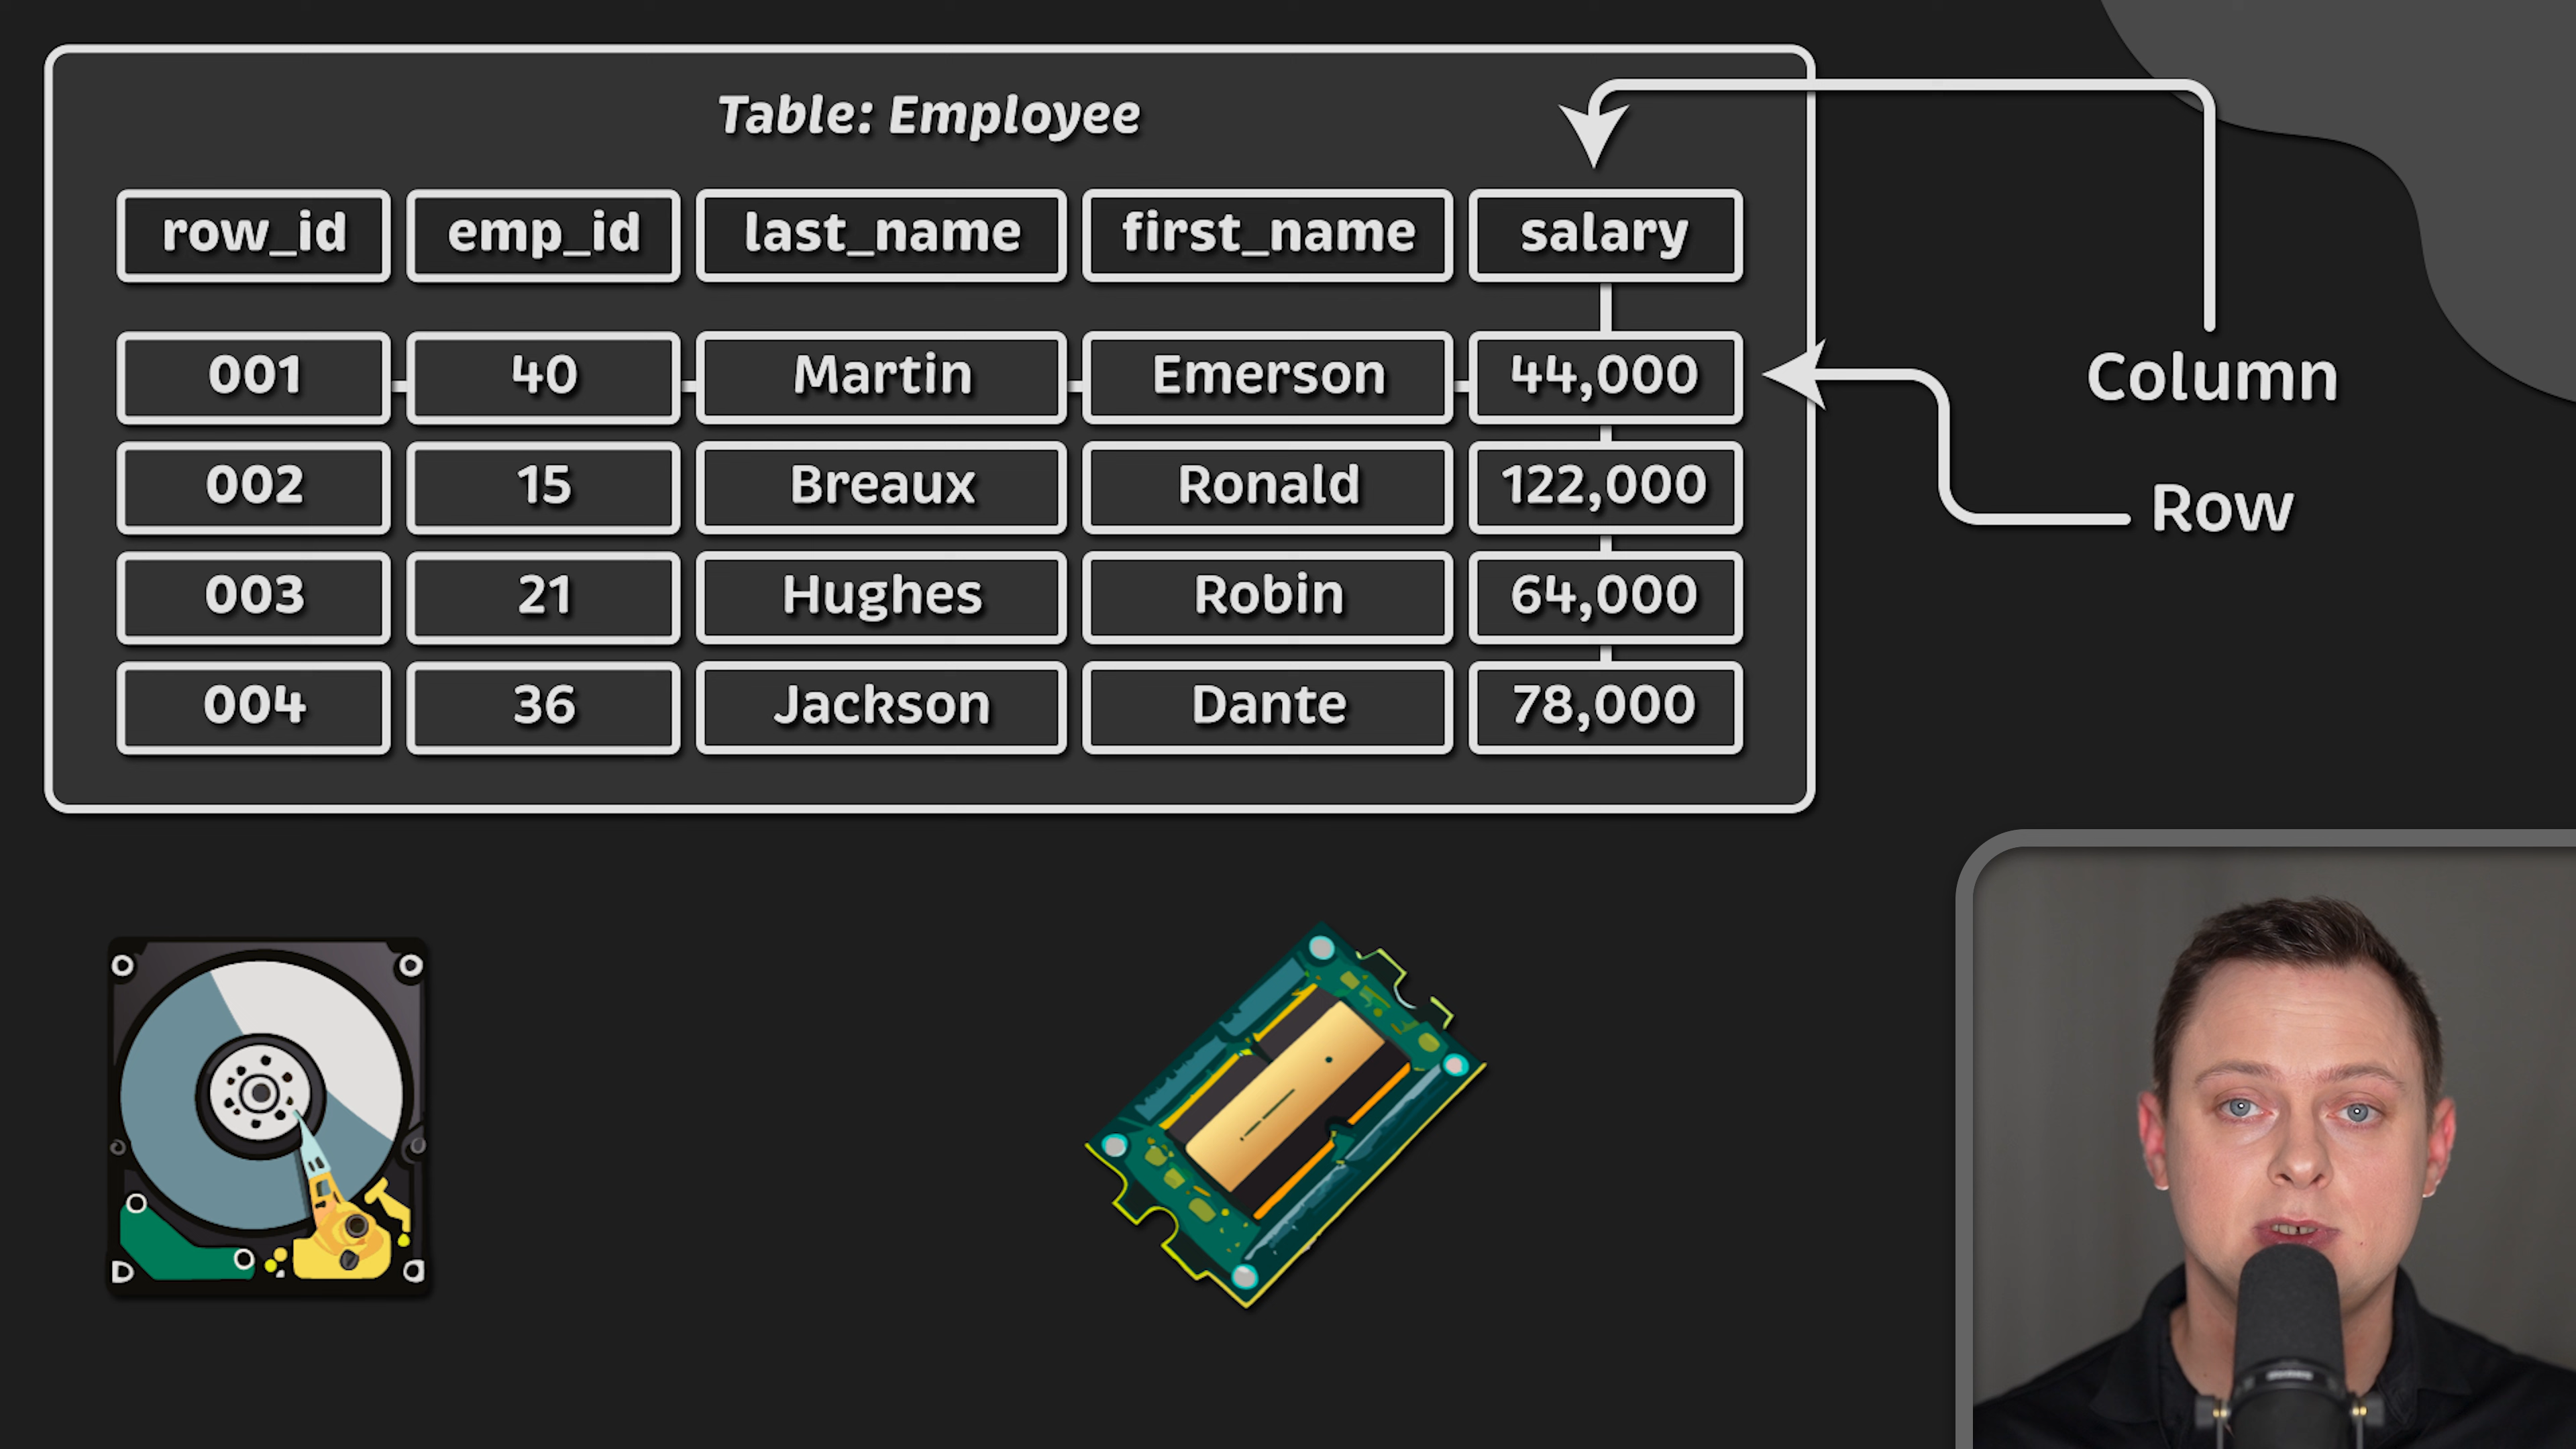 Table: Employee
row_id emp_id last_name first_name salary
001 40 Martin Emerson 44,000
002 15 Breaux Ronald 122,000
003 21 Hughes Robin 64,000
004 36 Jackson Dante 78,000
Column
Row